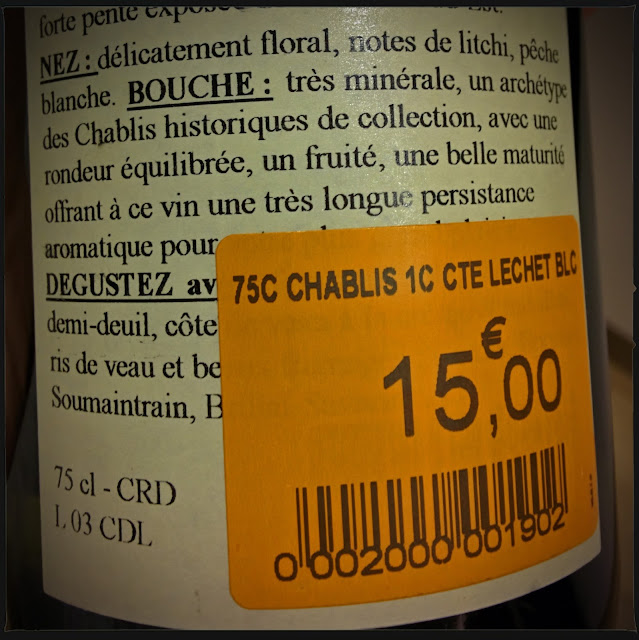 forte pente exposée Est.
NEZ : délicatement floral, notes de litchi, pêche
blanche. BOUCHE : très minérale, un archétype
des Chablis historiques de collection, avec une
rondeur équilibrée, un fruité, une belle maturité
offrant à ce vin une très longue persistance
aromatique pour
DEGUSTEZ av
demi-deuil, côte
ris de veau et be
Soumaintrain, B
75 cl - CRD
L 03 CDL
75C CHABLIS 1C CTE LECHET BLC
€
15,00
0 002000 001902